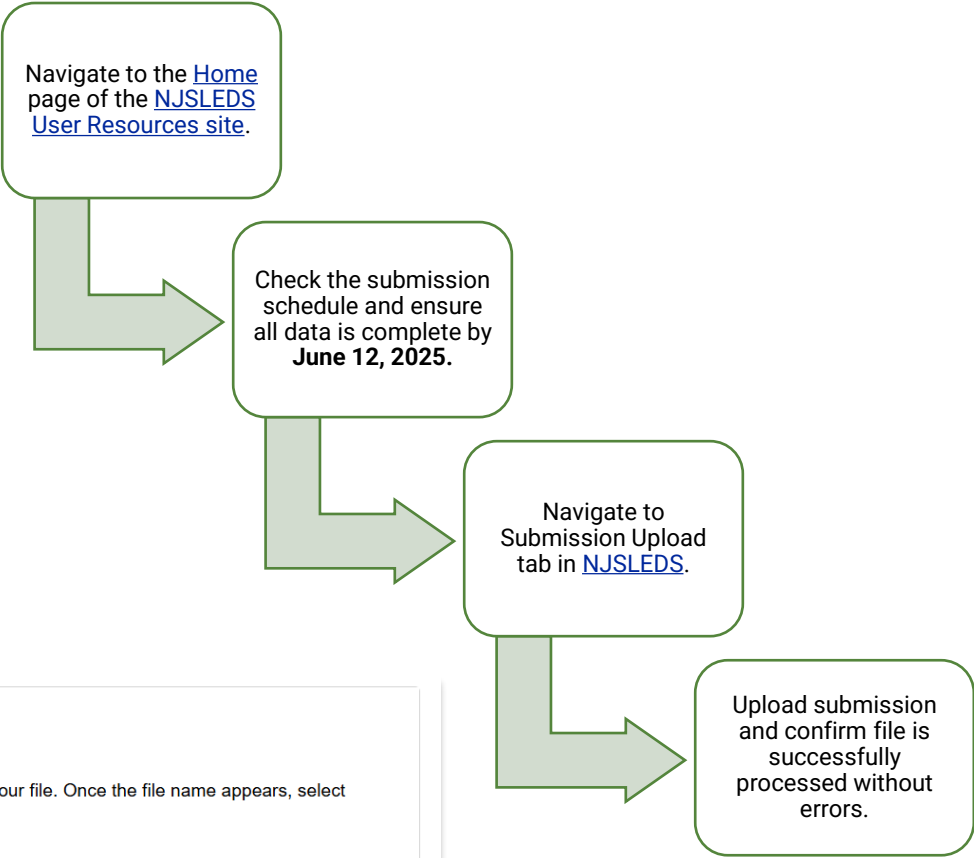 Navigate to the Home
page of the NJSLEDS
User Resources site.
Check the submission
schedule and ensure
all data is complete by
June 12, 2025.
Navigate to
Submission Upload
tab in NJSLEDS.
Upload submission
and confirm file is
successfully
processed without
errors.
our file. Once the file name appears, select